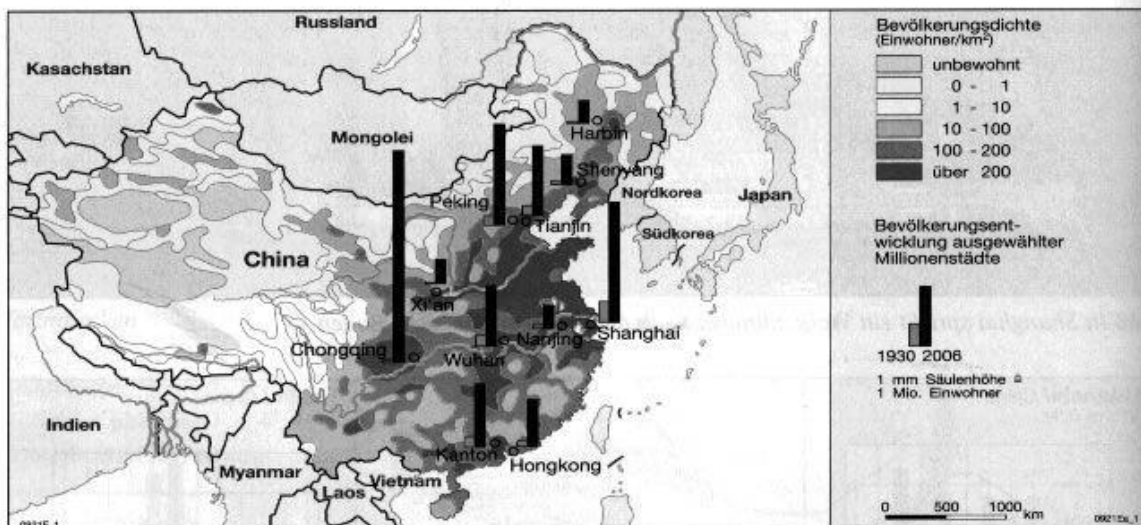 Russland
Kasachstan
Mongolei
Harbin
Shenyang
Peking
Tianjin
Nordkorea
Japan
Südkorea
China
Xi'an
Nanjing
Shanghai
Chongqing
Wuhan
Indien
Kanton
Hongkong
Myanmar
Vietnam
Laos
Bevölkerungsdichte
(Einwohner/km²)
unbewohnt
0 - 1
1 - 10
10 - 100
100 - 200
über 200
Bevölkerungsent-
wicklung ausgewählter
Millionenstädte
1930 2006
1 mm Säulenhöhe ≙
1 Mio. Einwohner
0 500 1000
km